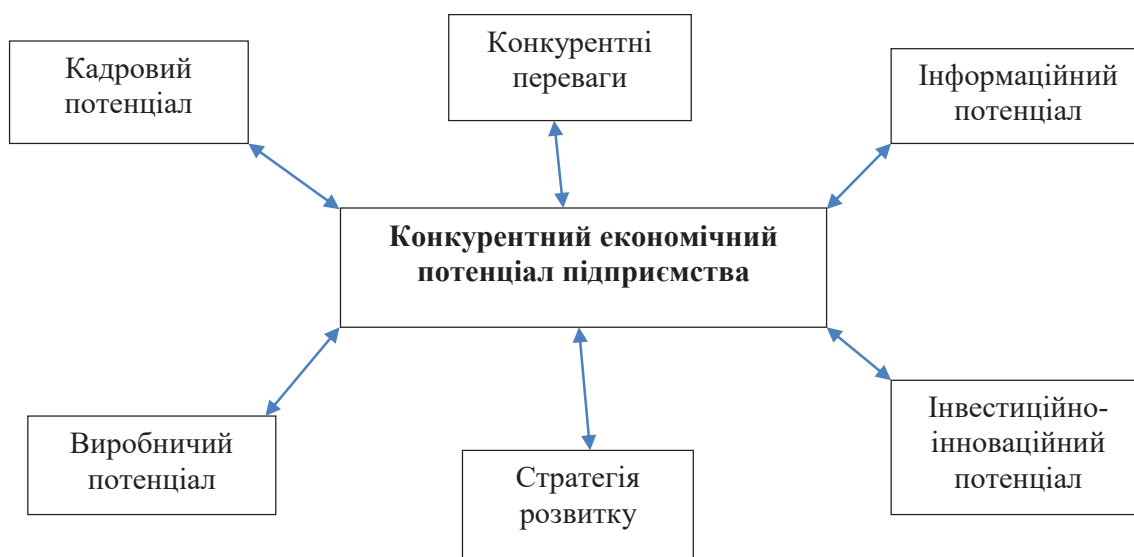 Кадровий
потенціал
Конкурентні
переваги
Інформаційний
потенціал
Конкурентний економічний
потенціал підприємства
Виробничий
потенціал
Стратегія
розвитку
Інвестиційно-
інноваційний
потенціал